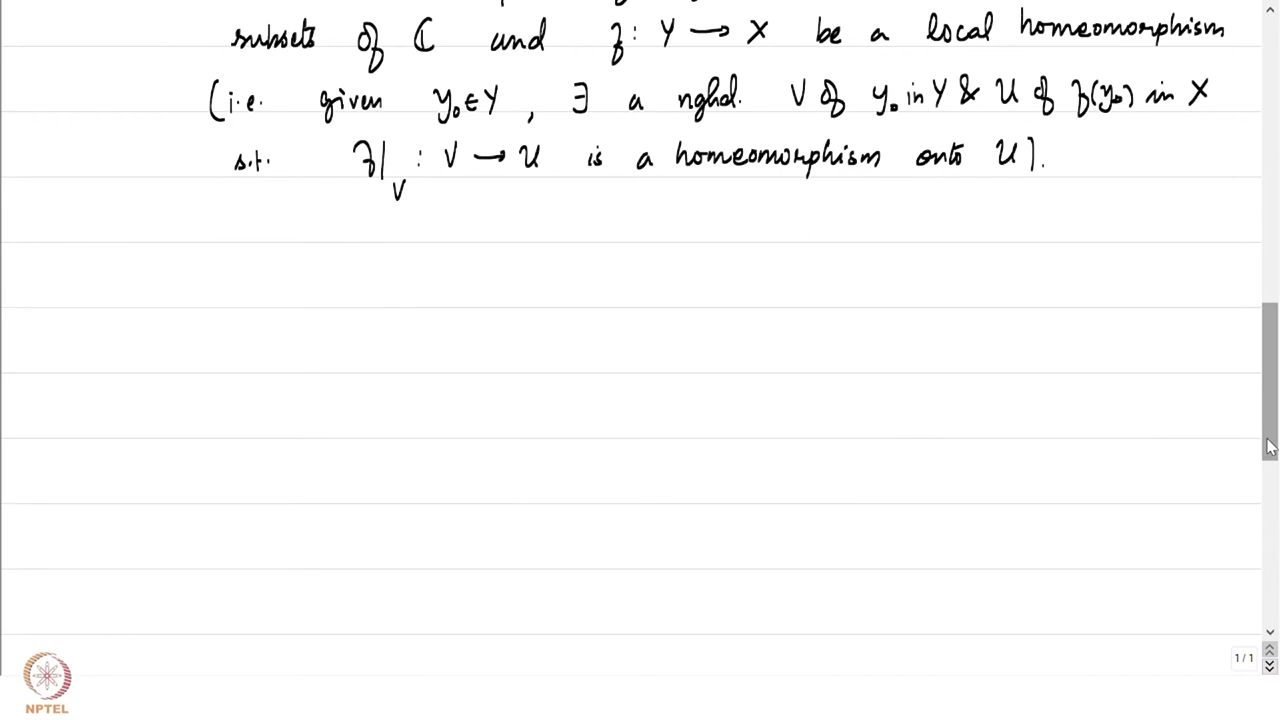 subsets of ℂ and f : Y → X be a local homeomorphism
(i.e. given y₀ ∈ Y , ∃ a nghd. V of y₀ in Y & U of f(y₀) in X
s.t. f|_V : V → U is a homeomorphism onto U).
1 / 1
NPTEL